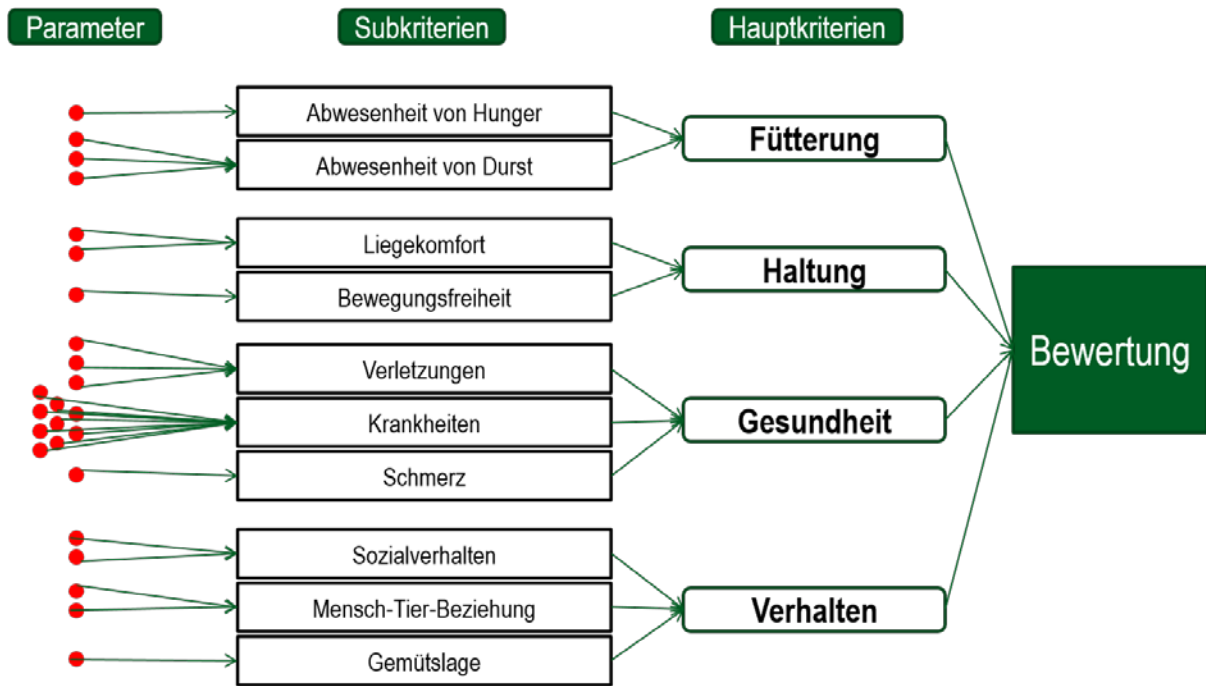 Parameter
Subkriterien
Hauptkriterien
Abwesenheit von Hunger
Abwesenheit von Durst
Fütterung
Liegekomfort
Bewegungsfreiheit
Haltung
Verletzungen
Krankheiten
Schmerz
Gesundheit
Sozialverhalten
Mensch-Tier-Beziehung
Gemütslage
Verhalten
Bewertung